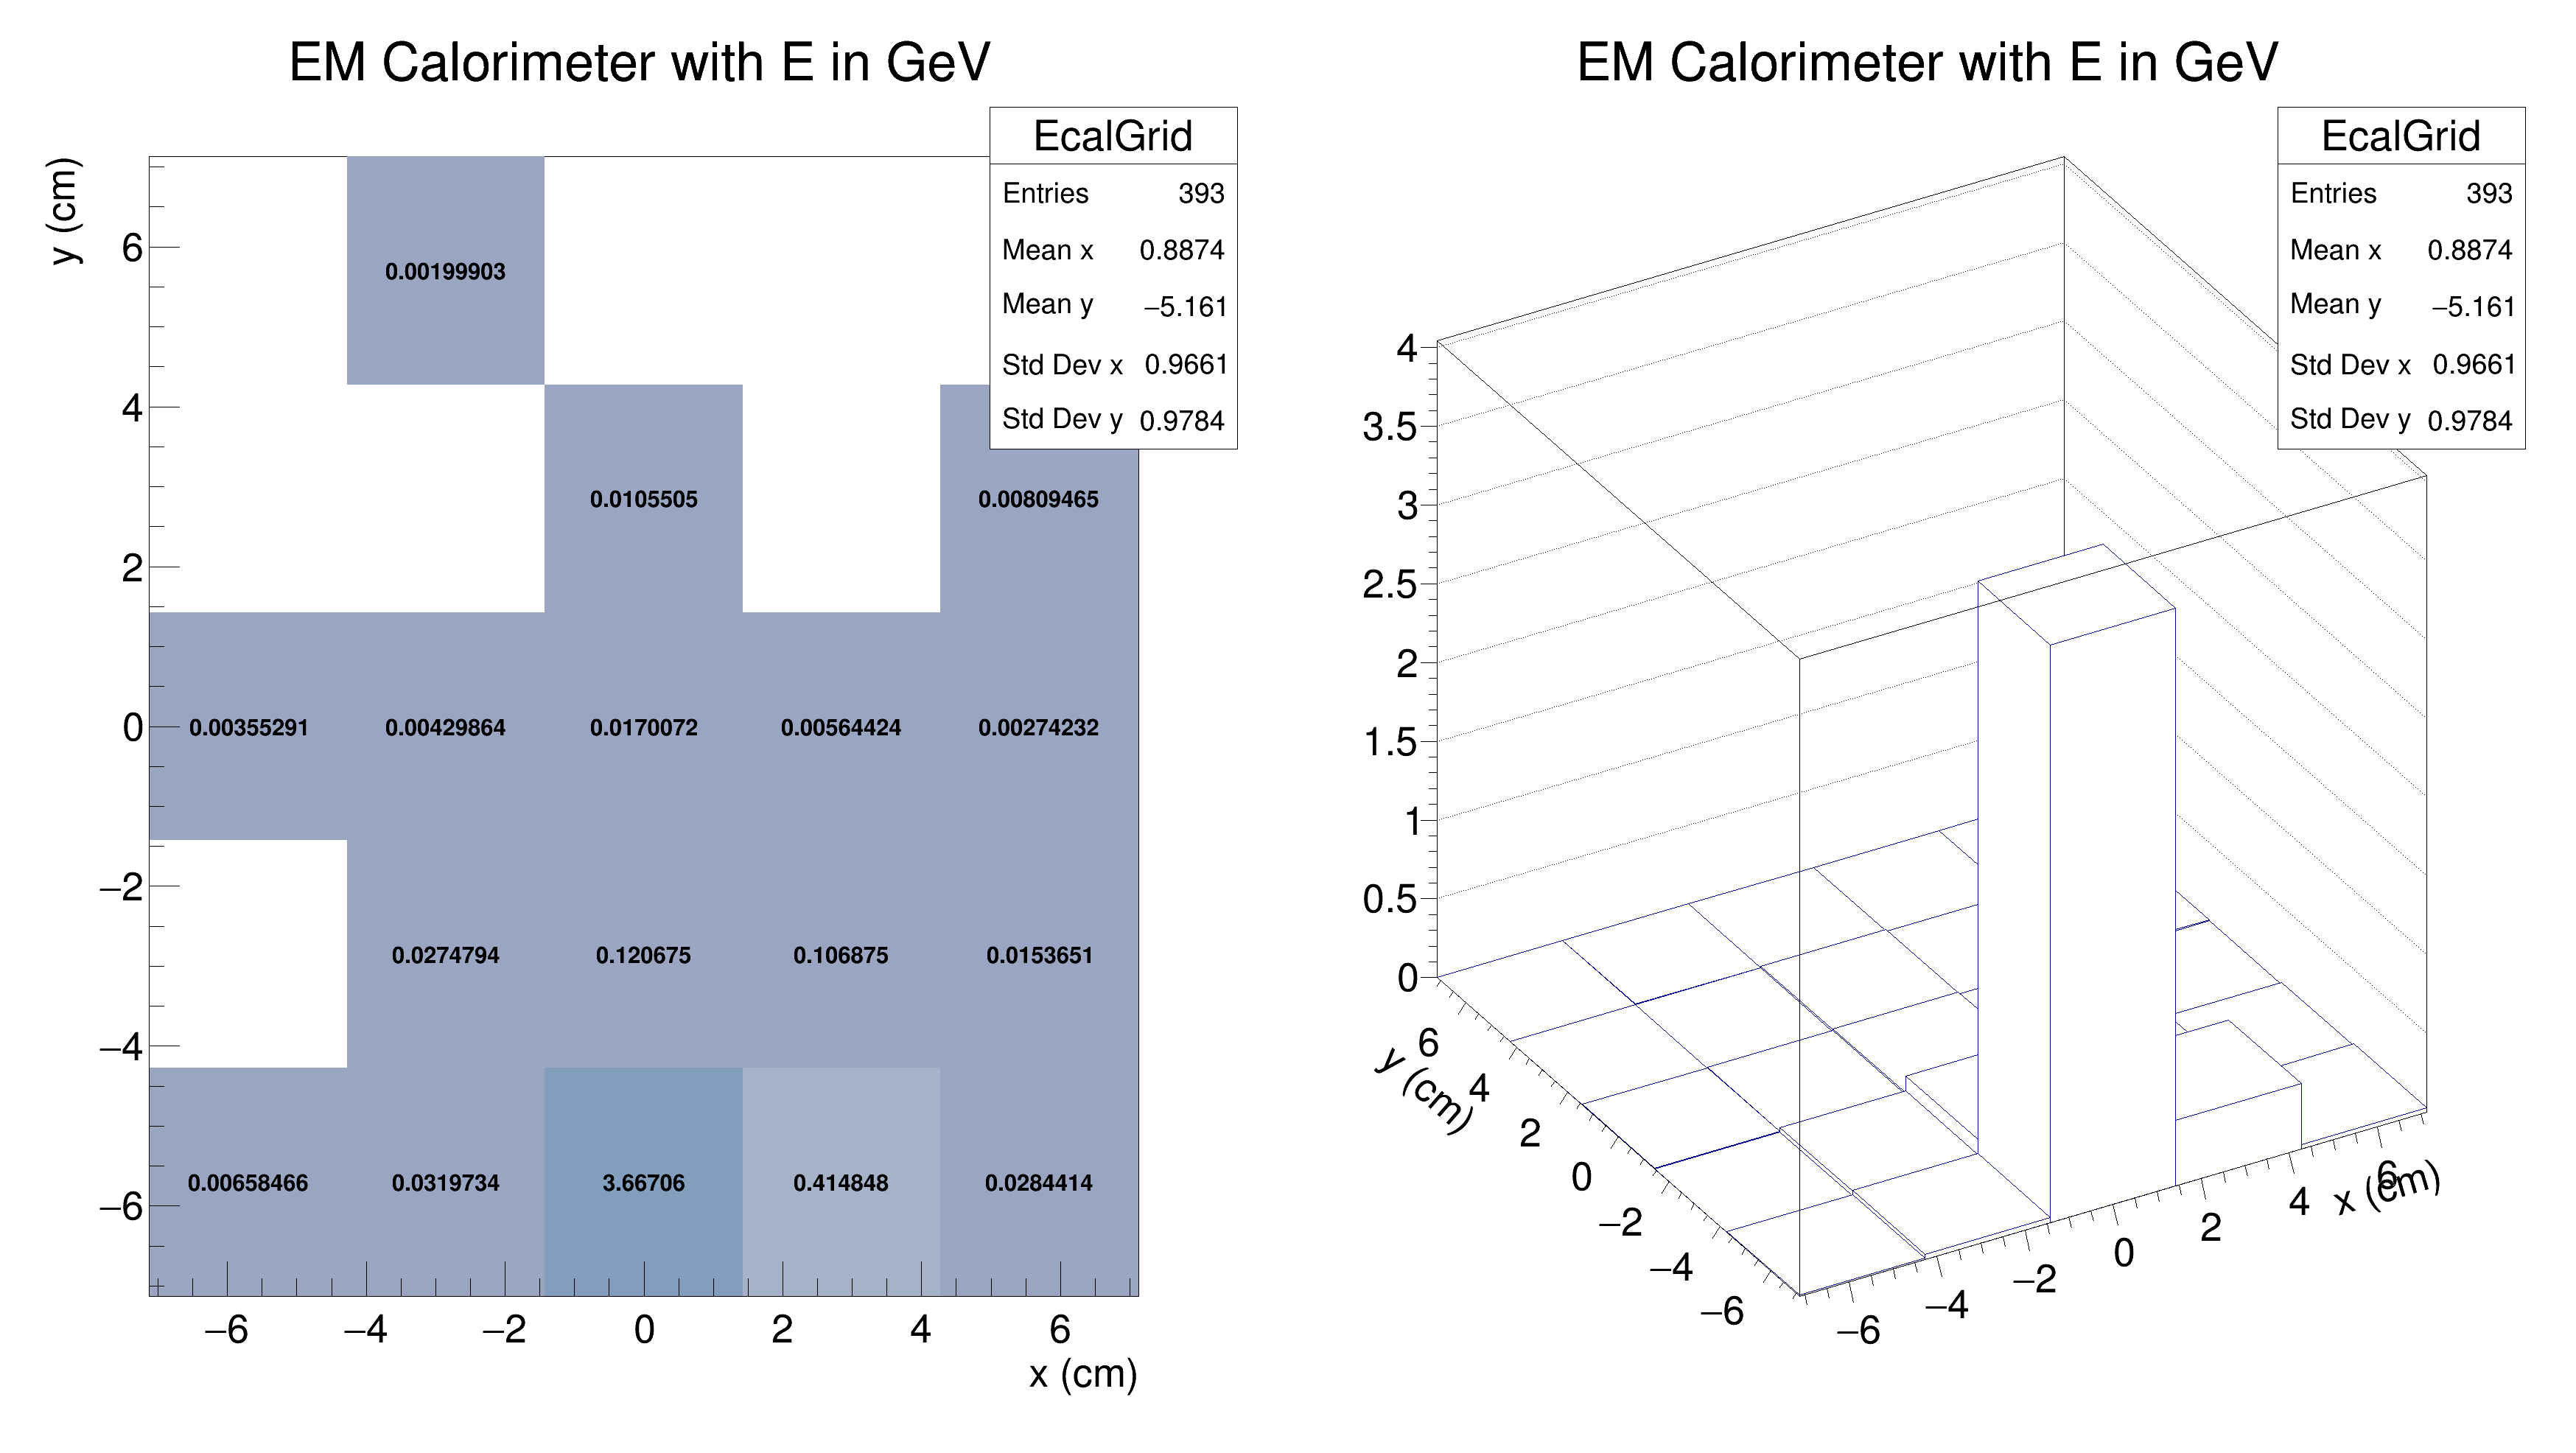 EM Calorimeter with E in GeV
EcalGrid
Entries 393
Mean x 0.8874
Mean y −5.161
Std Dev x 0.9661
Std Dev y 0.9784
y (cm)
6
4
2
0
−2
−4
−6
0.00199903
0.0105505 0.00809465
0.00355291 0.00429864 0.0170072 0.00564424 0.00274232
0.0274794 0.120675 0.106875 0.0153651
0.00658466 0.0319734 3.66706 0.414848 0.0284414
−6 −4 −2 0 2 4 6
x (cm)
EM Calorimeter with E in GeV
EcalGrid
Entries 393
Mean x 0.8874
Mean y −5.161
Std Dev x 0.9661
Std Dev y 0.9784
4
3.5
3
2.5
2
1.5
1
0.5
0
y (cm)
6
4
2
0
−2
−4
−6
−6 −4 −2 0 2 4 6
x (cm)